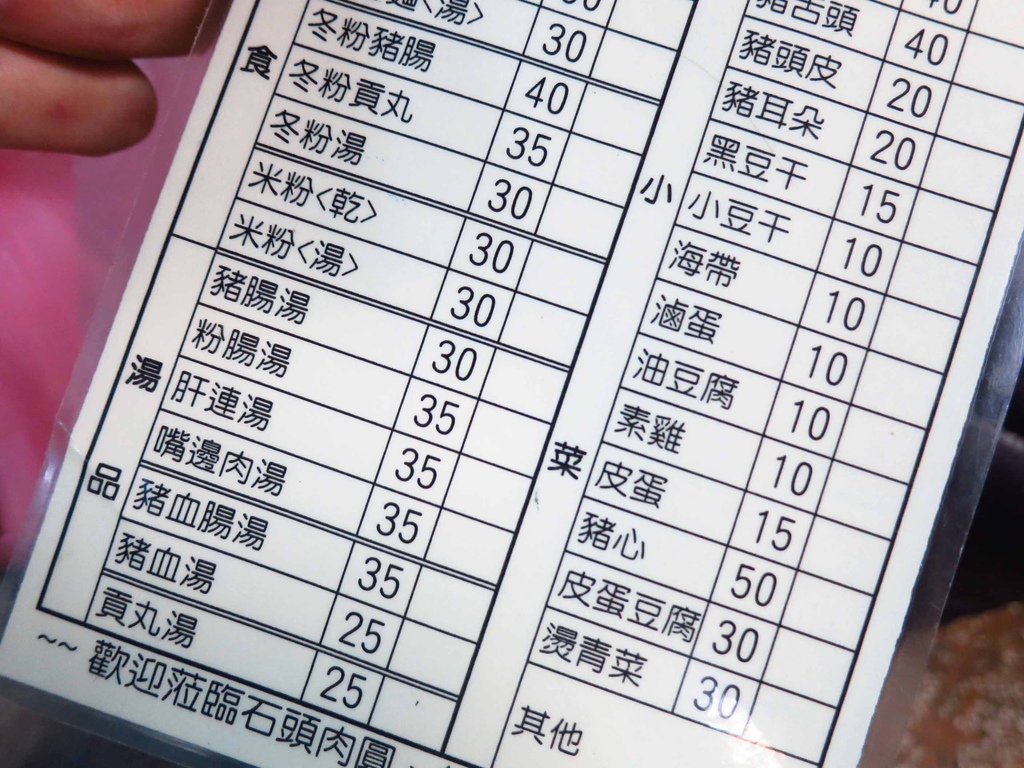 麵<湯> 30
冬粉豬腸 40
冬粉貢丸 35
冬粉湯 30
米粉<乾> 30
米粉<湯> 30
食
湯品
豬腸湯 30
粉腸湯 35
肝連湯 35
嘴邊肉湯 35
豬血腸湯 35
豬血湯 25
貢丸湯 25
小菜
豬舌頭 40
豬頭皮 20
豬耳朵 20
黑豆干 15
小豆干 10
海帶 10
滷蛋 10
油豆腐 10
素雞 10
皮蛋 15
豬心 50
皮蛋豆腐 30
燙青菜 30
其他
~~ 歡迎蒞臨石頭肉圓